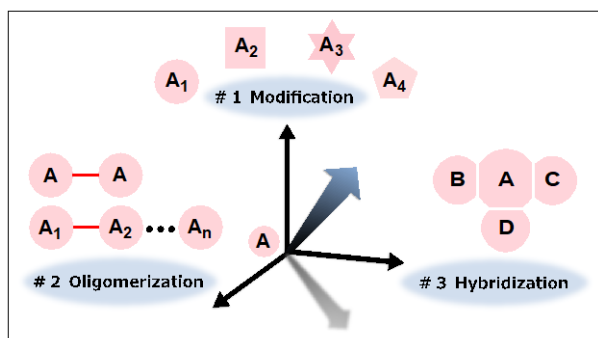 A1
A2
A3
A4
# 1 Modification
A A
A1 A2 An
# 2 Oligomerization
A
B A C
D
# 3 Hybridization